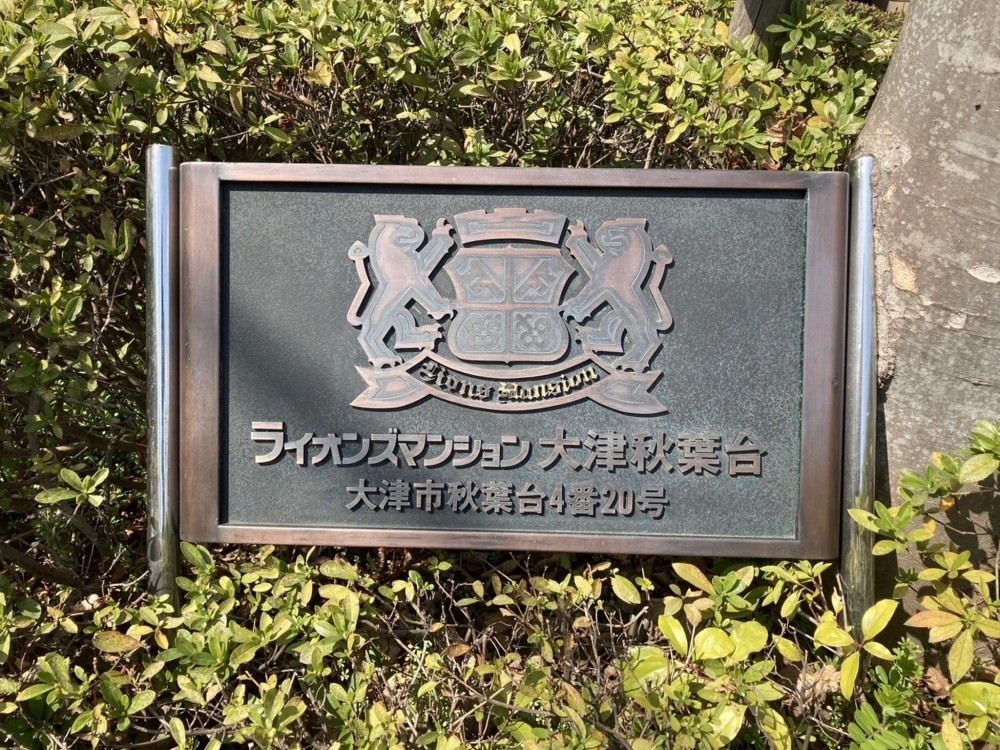 Lions Mansion
ライオンズマンション 大津秋葉台
大津市秋葉台4番20号